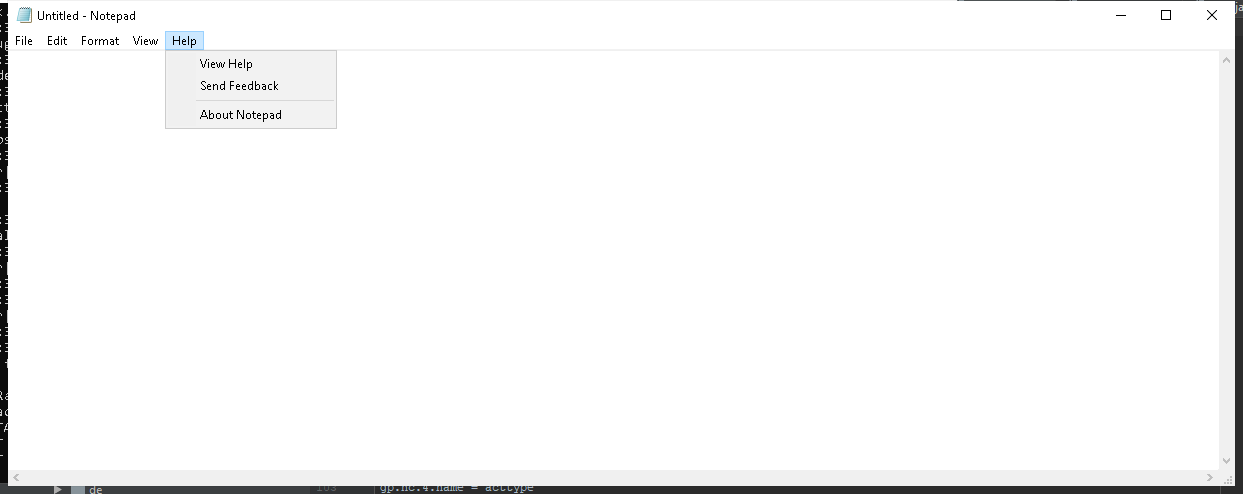 Untitled - Notepad
File Edit Format View Help
View Help
Send Feedback
About Notepad
de
gp.nc.4.name = acttype